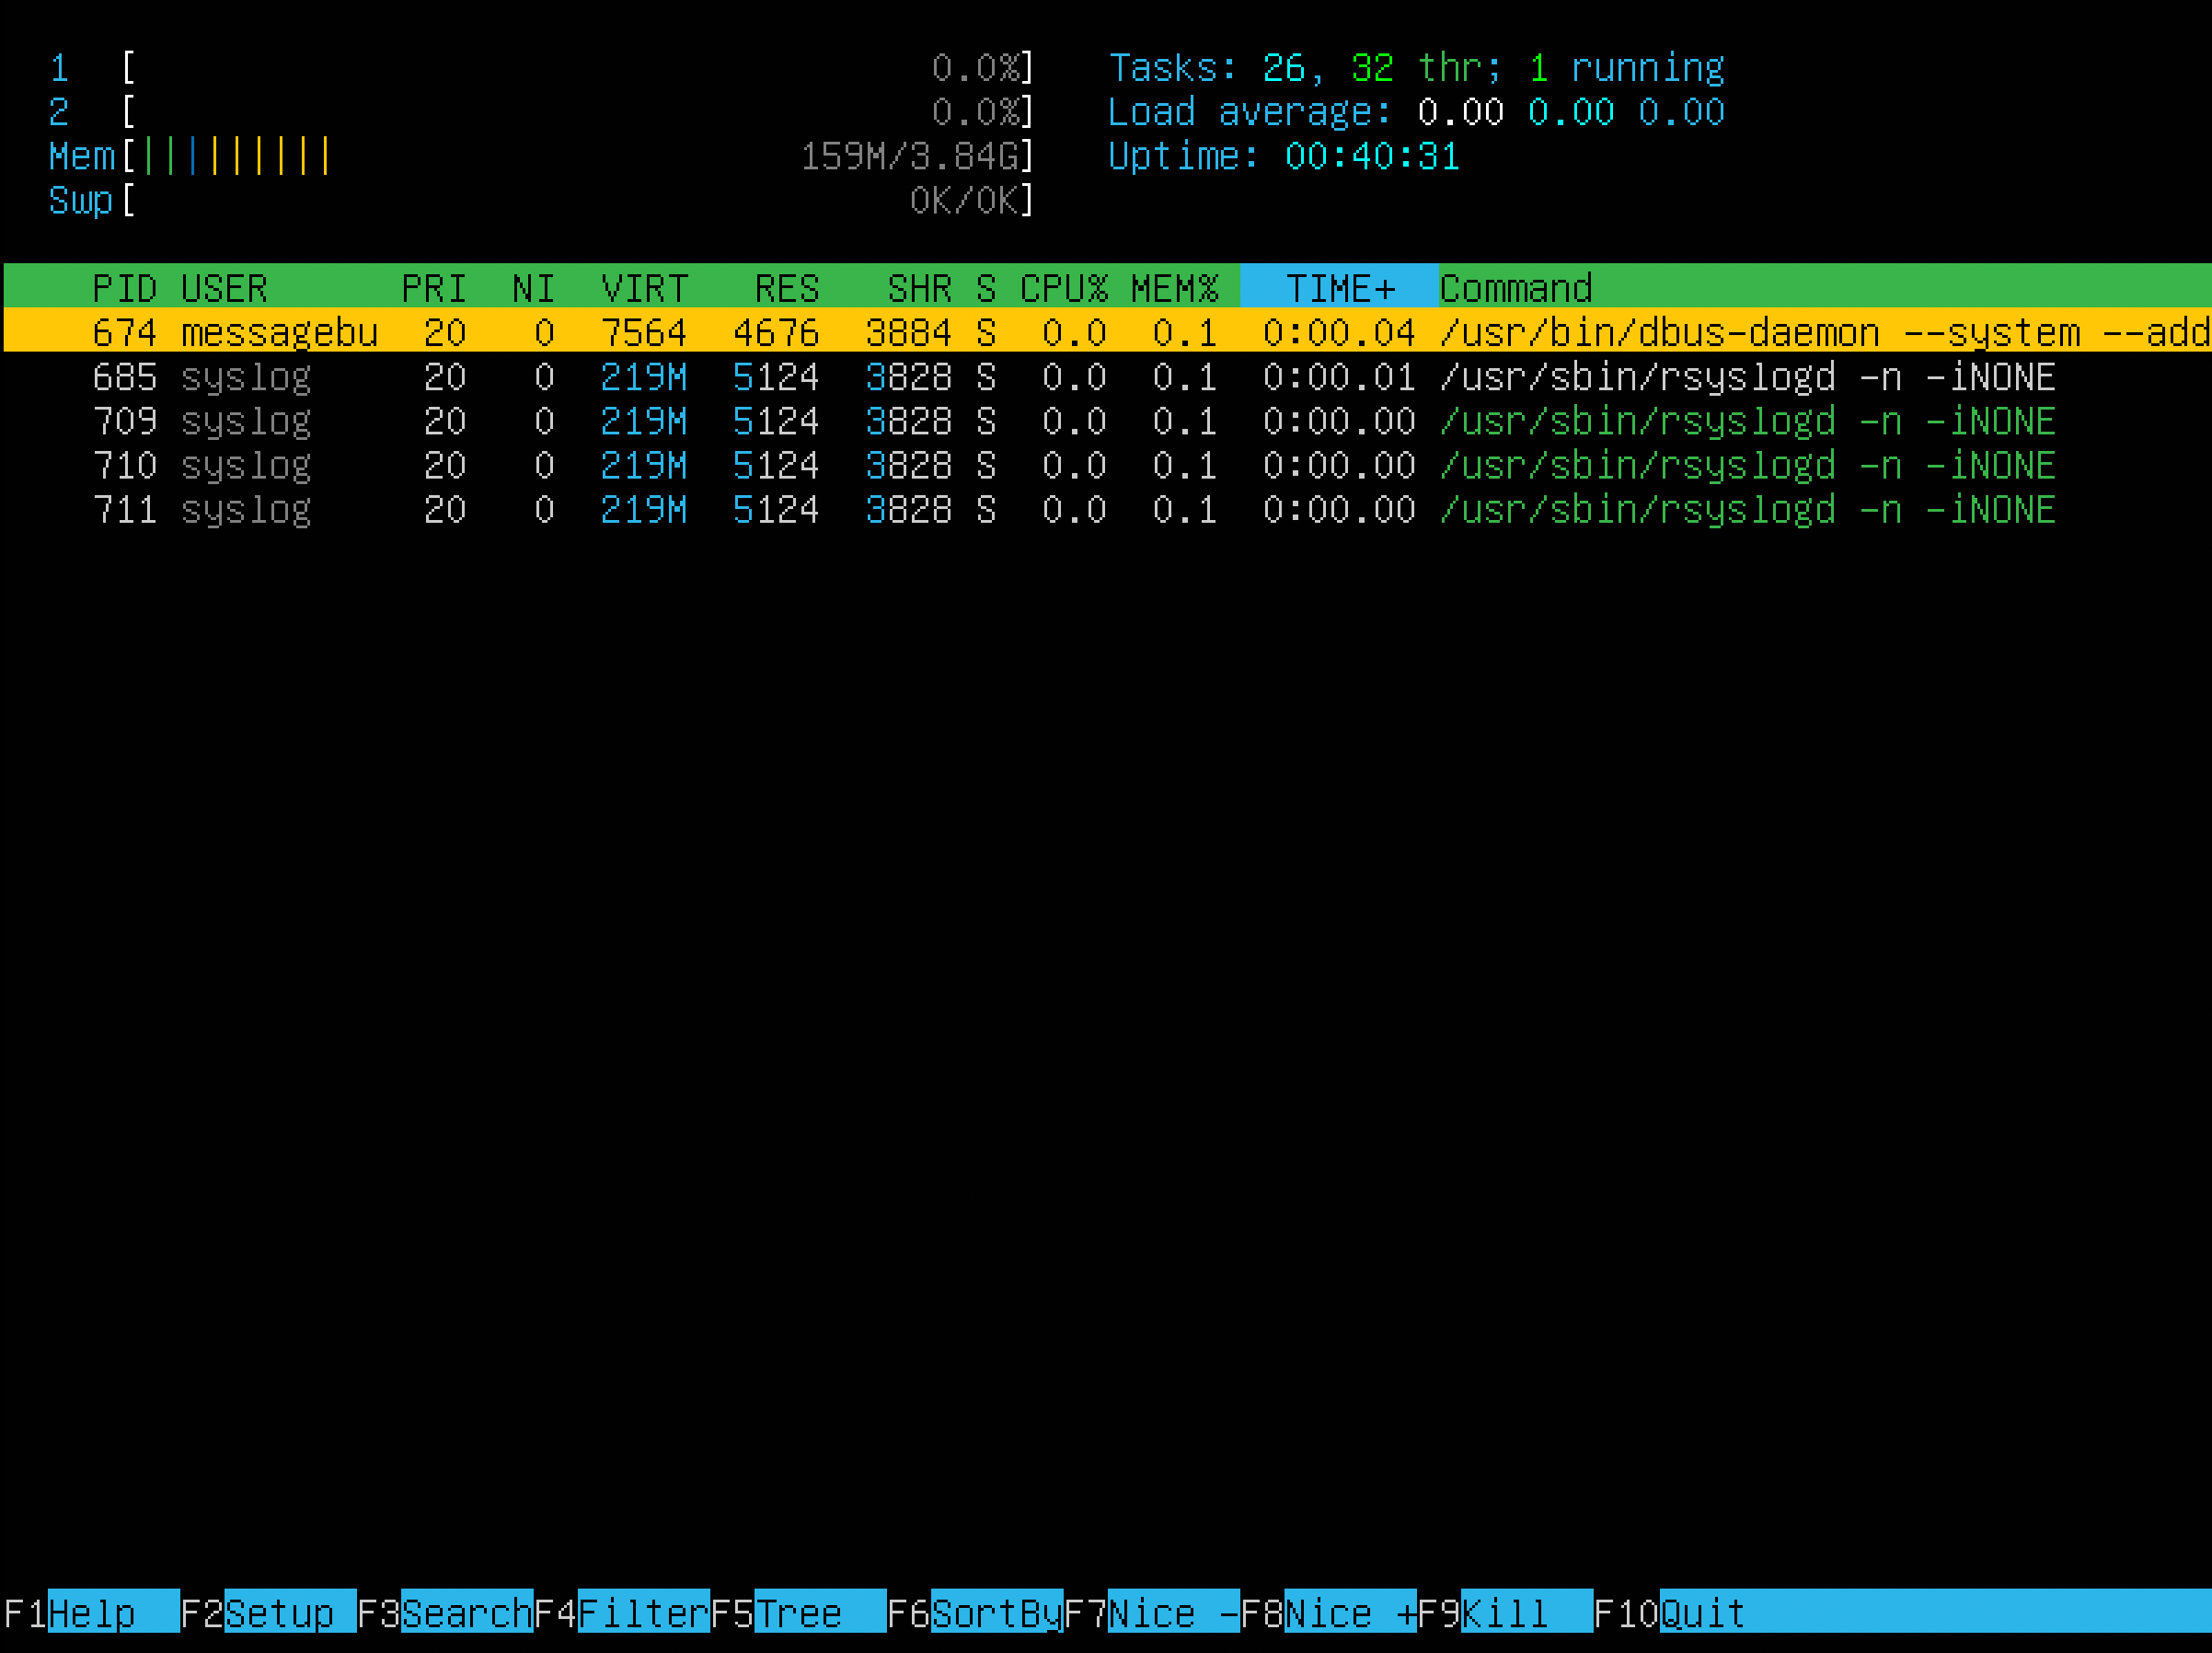 1 [ 0.0%] Tasks: 26, 32 thr; 1 running
2 [ 0.0%] Load average: 0.00 0.00 0.00
Mem[||||||||| 159M/3.84G] Uptime: 00:40:31
Swp[ 0K/0K]
PID USER PRI NI VIRT RES SHR S CPU% MEM% TIME+ Command
674 messagebu 20 0 7564 4676 3884 S 0.0 0.1 0:00.04 /usr/bin/dbus-daemon --system --add
685 syslog 20 0 219M 5124 3828 S 0.0 0.1 0:00.01 /usr/sbin/rsyslogd -n -iNONE
709 syslog 20 0 219M 5124 3828 S 0.0 0.1 0:00.00 /usr/sbin/rsyslogd -n -iNONE
710 syslog 20 0 219M 5124 3828 S 0.0 0.1 0:00.00 /usr/sbin/rsyslogd -n -iNONE
711 syslog 20 0 219M 5124 3828 S 0.0 0.1 0:00.00 /usr/sbin/rsyslogd -n -iNONE
F1Help F2Setup F3SearchF4FilterF5Tree F6SortByF7Nice -F8Nice +F9Kill F10Quit